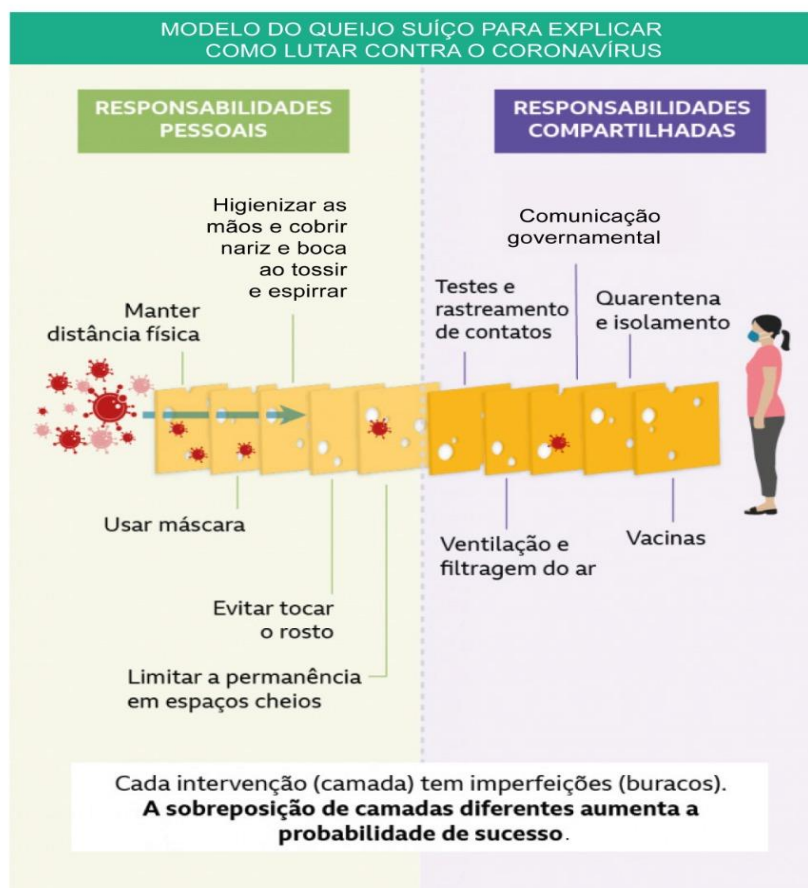 MODELO DO QUEIJO SUÍÇO PARA EXPLICAR
COMO LUTAR CONTRA O CORONAVÍRUS
RESPONSABILIDADES
PESSOAIS
Higienizar as
mãos e cobrir
nariz e boca
ao tossir
e espirrar
Manter
distância física
Usar máscara
Evitar tocar
o rosto
Limitar a permanência
em espaços cheios
RESPONSABILIDADES
COMPARTILHADAS
Comunicação
governamental
Testes e
rastreamento
de contatos
Quarentena
e isolamento
Ventilação e
filtragem do ar
Vacinas
Cada intervenção (camada) tem imperfeições (buracos).
A sobreposição de camadas diferentes aumenta a
probabilidade de sucesso.